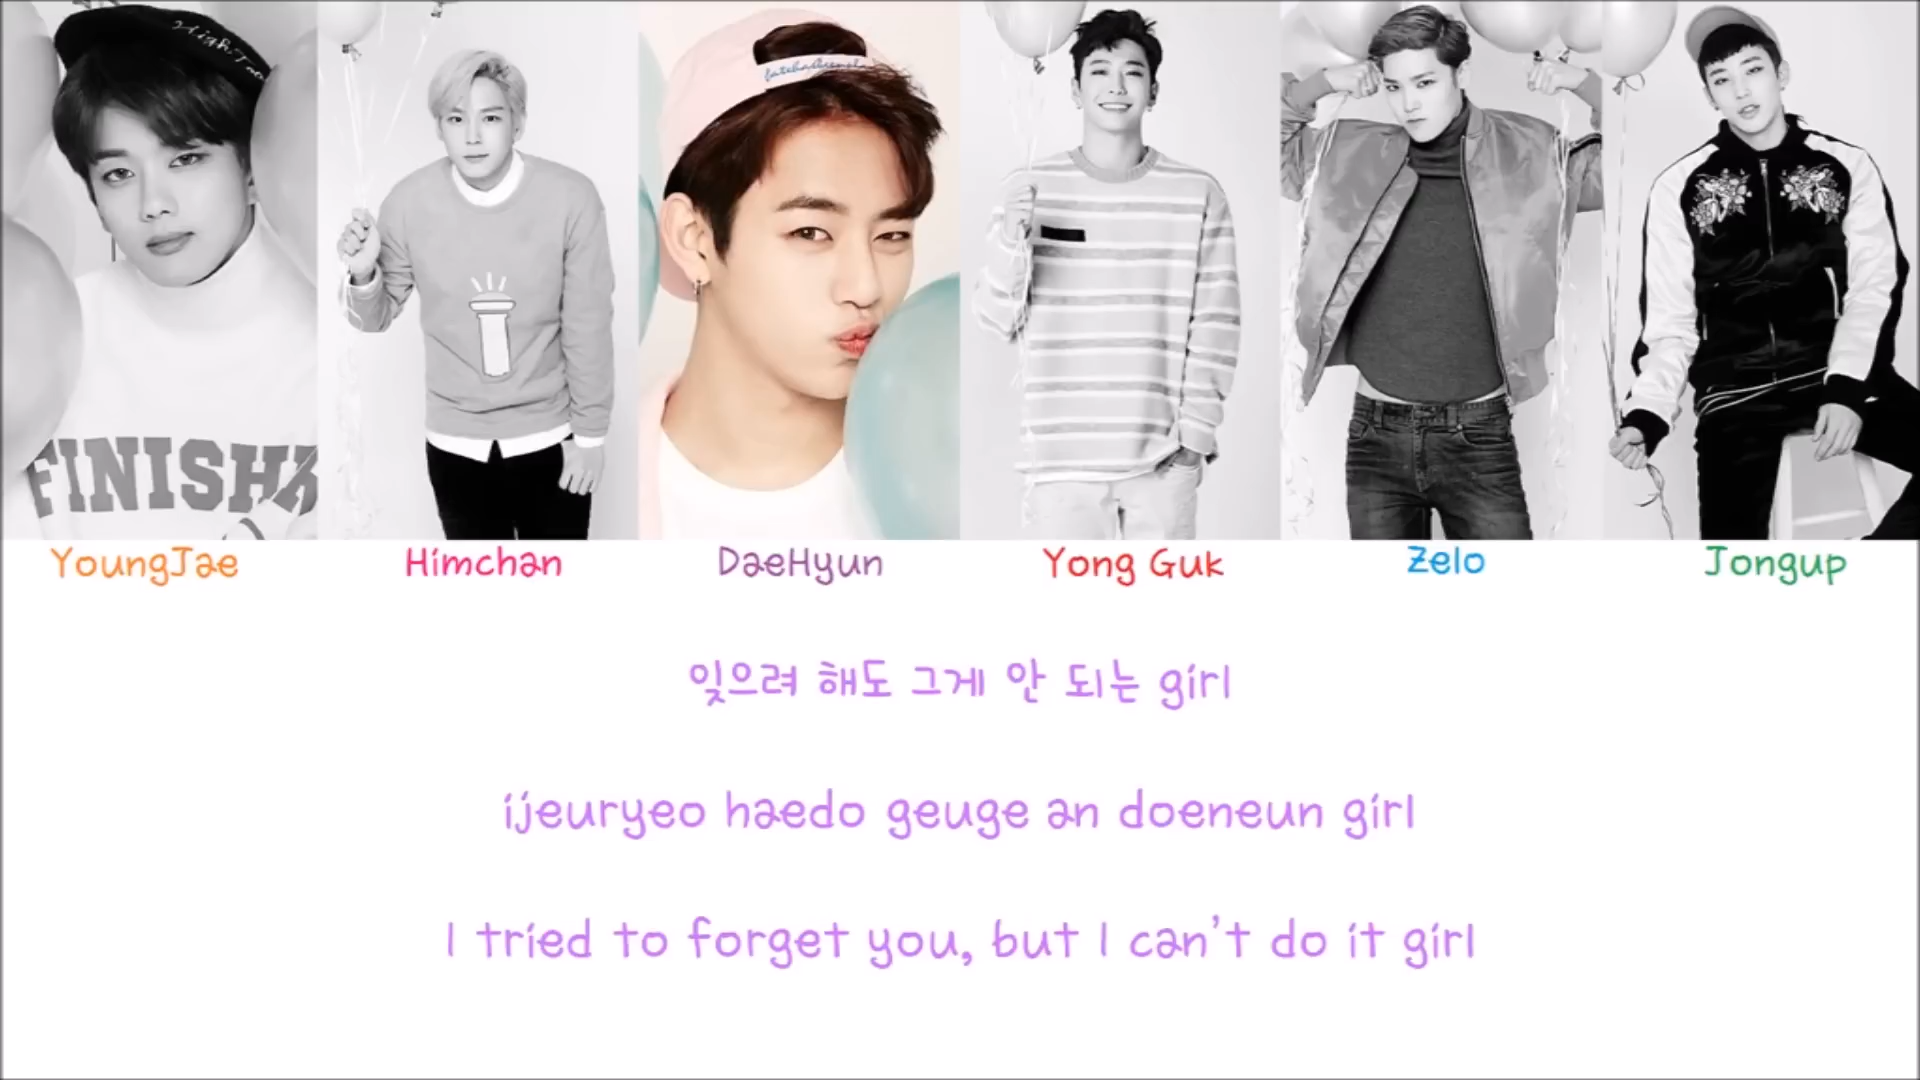 FINISH
YoungJae
Himchan
DaeHyun
Yong Guk
Zelo
Jongup
잊으려 해도 그게 안 되는 girl
ijeuryeo haedo geuge an doeneun girl
I tried to forget you, but I can't do it girl